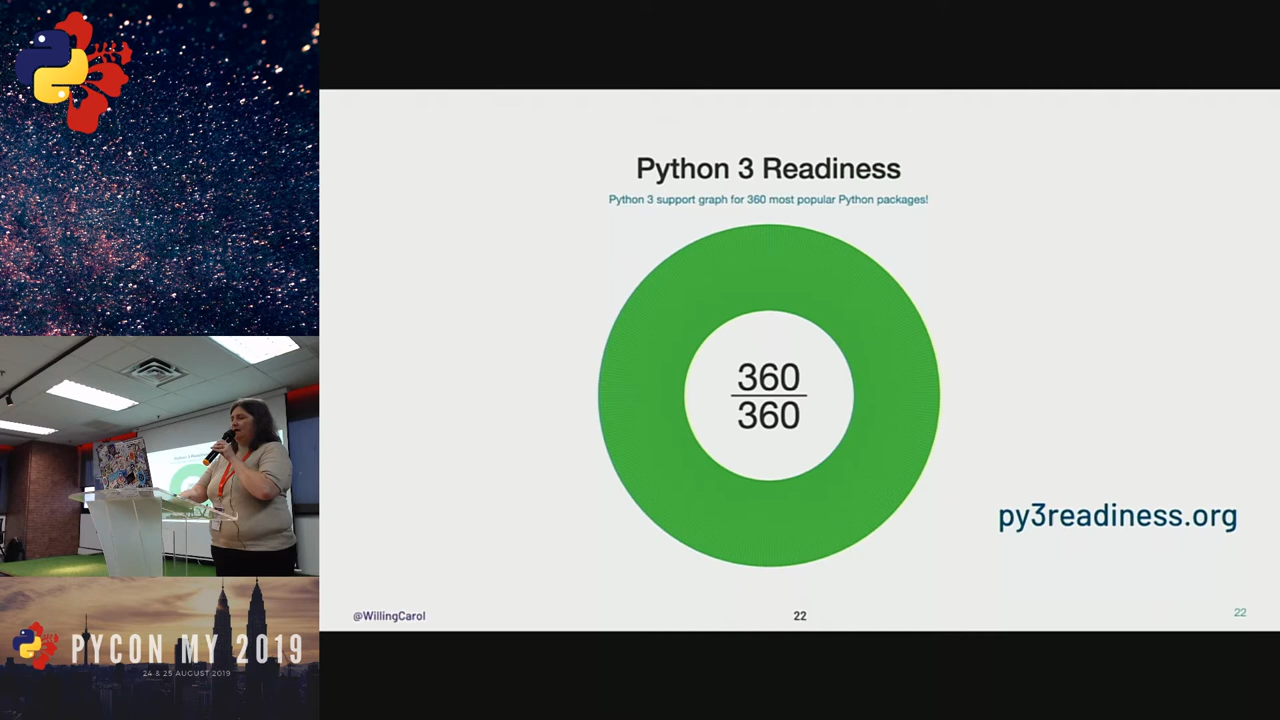 Python 3 Readiness
Python 3 support graph for 360 most popular Python packages!
360
360
py3readiness.org
@WillingCarol
22
22
PYCON MY 2019
24 & 25 AUGUST 2019